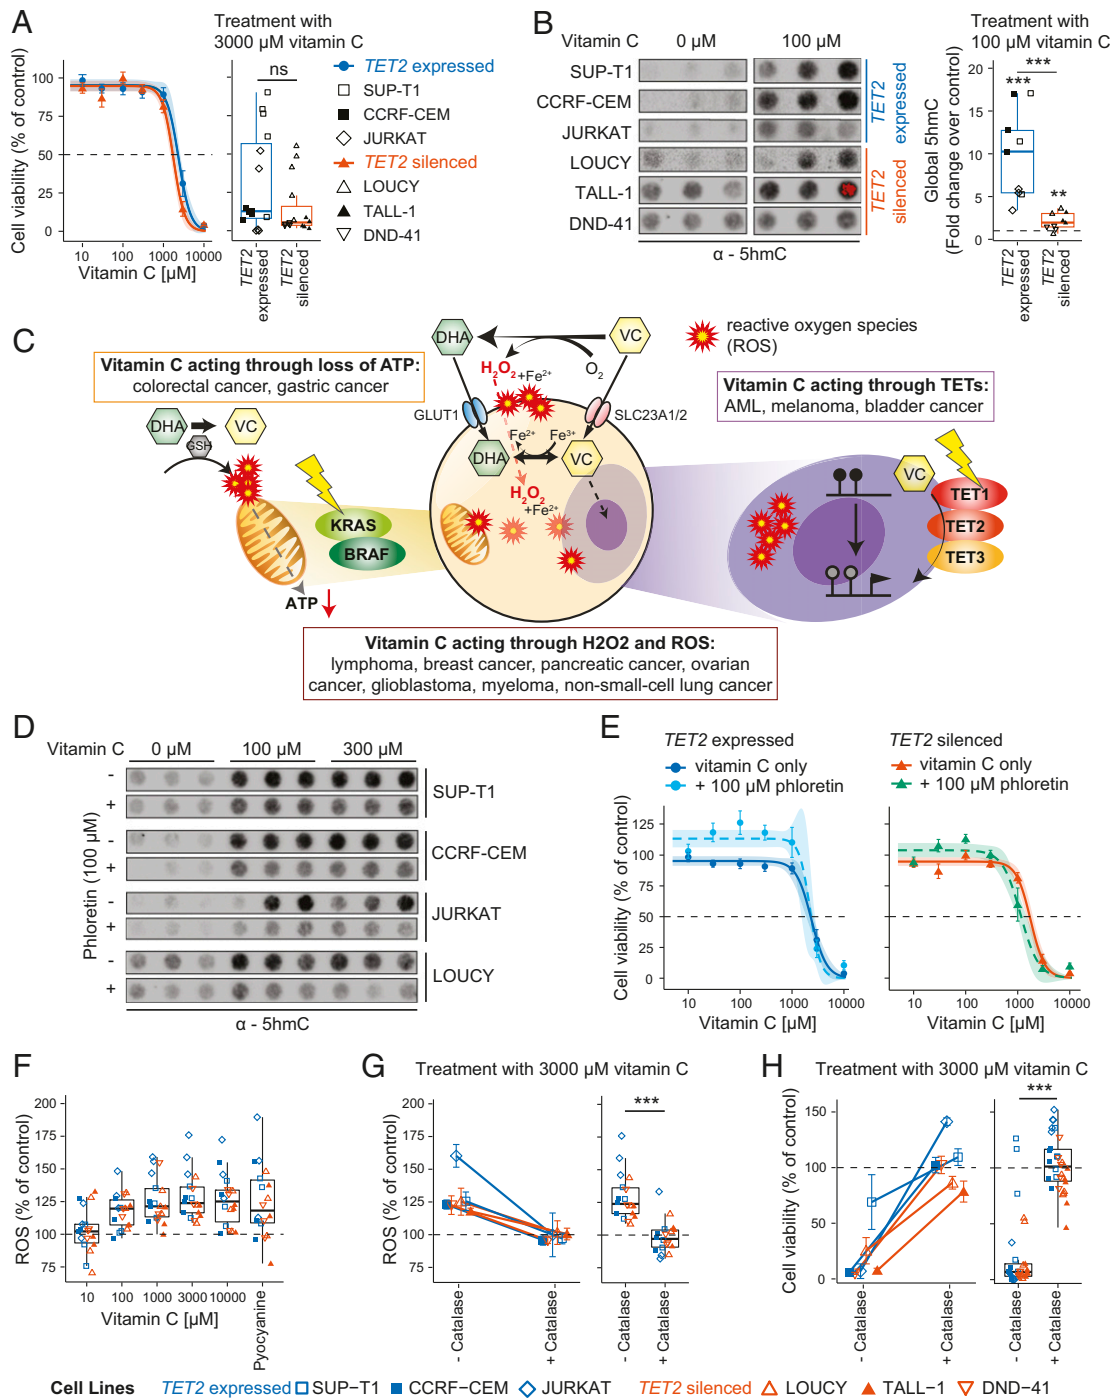 A
Treatment with
3000 µM vitamin C
Cell viability (% of control)
100
75
50
25
0
10 100 1000 10000
Vitamin C [µM]
ns
TET2 expressed
TET2 silenced
TET2 expressed
SUP-T1
CCRF-CEM
JURKAT
TET2 silenced
LOUCY
TALL-1
DND-41
B
Vitamin C 0 µM 100 µM
SUP-T1
CCRF-CEM
JURKAT
LOUCY
TALL-1
DND-41
TET2 expressed
TET2 silenced
α - 5hmC
Treatment with
100 µM vitamin C
***
***
**
Global 5hmC
(Fold change over control)
20
15
10
5
0
TET2 expressed
TET2 silenced
C
Vitamin C acting through loss of ATP:
colorectal cancer, gastric cancer
DHA
VC
GSH
KRAS
BRAF
ATP
DHA
VC
H2O2
+Fe2+
O2
GLUT1
SLC23A1/2
Fe2+
Fe3+
DHA
VC
H2O2
+Fe2+
reactive oxygen species
(ROS)
Vitamin C acting through TETs:
AML, melanoma, bladder cancer
VC
TET1
TET2
TET3
Vitamin C acting through H2O2 and ROS:
lymphoma, breast cancer, pancreatic cancer, ovarian
cancer, glioblastoma, myeloma, non-small-cell lung cancer
D
Vitamin C 0 µM 100 µM 300 µM
Phloretin (100 µM)
-
+
SUP-T1
-
+
CCRF-CEM
-
+
JURKAT
-
+
LOUCY
α - 5hmC
E
TET2 expressed
vitamin C only
+ 100 µM phloretin
TET2 silenced
vitamin C only
+ 100 µM phloretin
Cell viability (% of control)
125
100
75
50
25
0
10 100 1000 10000
Vitamin C [µM]
Cell viability (% of control)
125
100
75
50
25
0
10 100 1000 10000
Vitamin C [µM]
F
ROS (% of control)
200
175
150
125
100
75
10 100 1000 3000 10000 Pyocyanine
Vitamin C [µM]
G
Treatment with 3000 µM vitamin C
ROS (% of control)
200
175
150
125
100
75
***
- Catalase
+ Catalase
- Catalase
+ Catalase
H
Treatment with 3000 µM vitamin C
Cell viability (% of control)
150
100
50
0
***
- Catalase
+ Catalase
- Catalase
+ Catalase
Cell Lines TET2 expressed SUP-T1 CCRF-CEM JURKAT TET2 silenced LOUCY TALL-1 DND-41